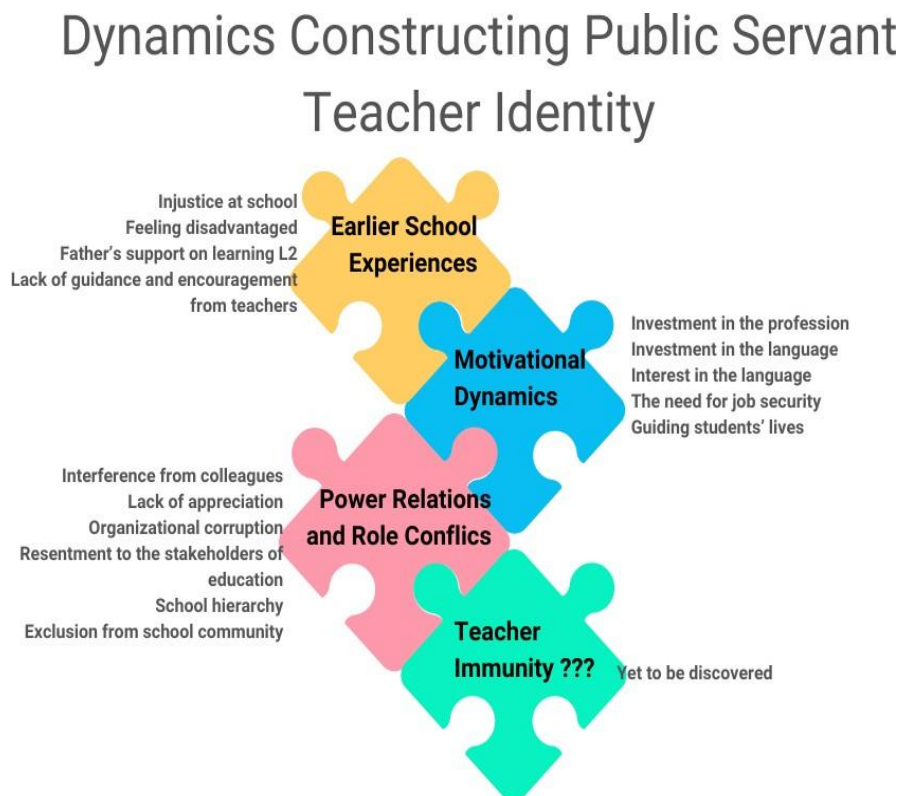 Dynamics Constructing Public Servant
Teacher Identity
Injustice at school
Feeling disadvantaged
Father's support on learning L2
Lack of guidance and encouragement
from teachers
Earlier School
Experiences
Motivational
Dynamics
Investment in the profession
Investment in the language
Interest in the language
The need for job security
Guiding students' lives
Interference from colleagues
Lack of appreciation
Organizational corruption
Resentment to the stakeholders of
education
School hierarchy
Exclusion from school community
Power Relations
and Role Conflics
Teacher
Immunity ???
Yet to be discovered